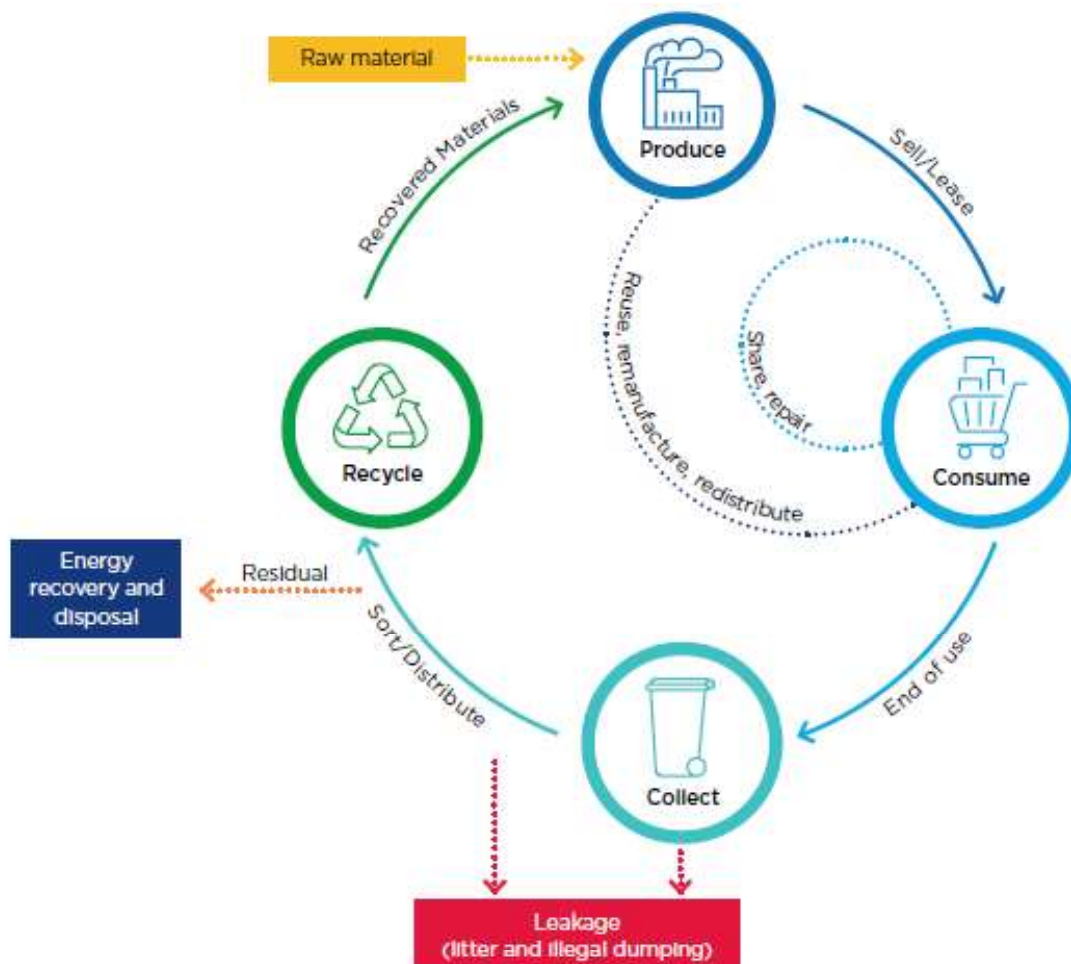 Raw material
Produce
Sell/Lease
Recovered Materials
Reuse, remanufacture, redistribute
Share, repair
Consume
Recycle
Energy
recovery and
disposal
Residual
Sort/Distribute
End of use
Collect
Leakage
(litter and illegal dumping)